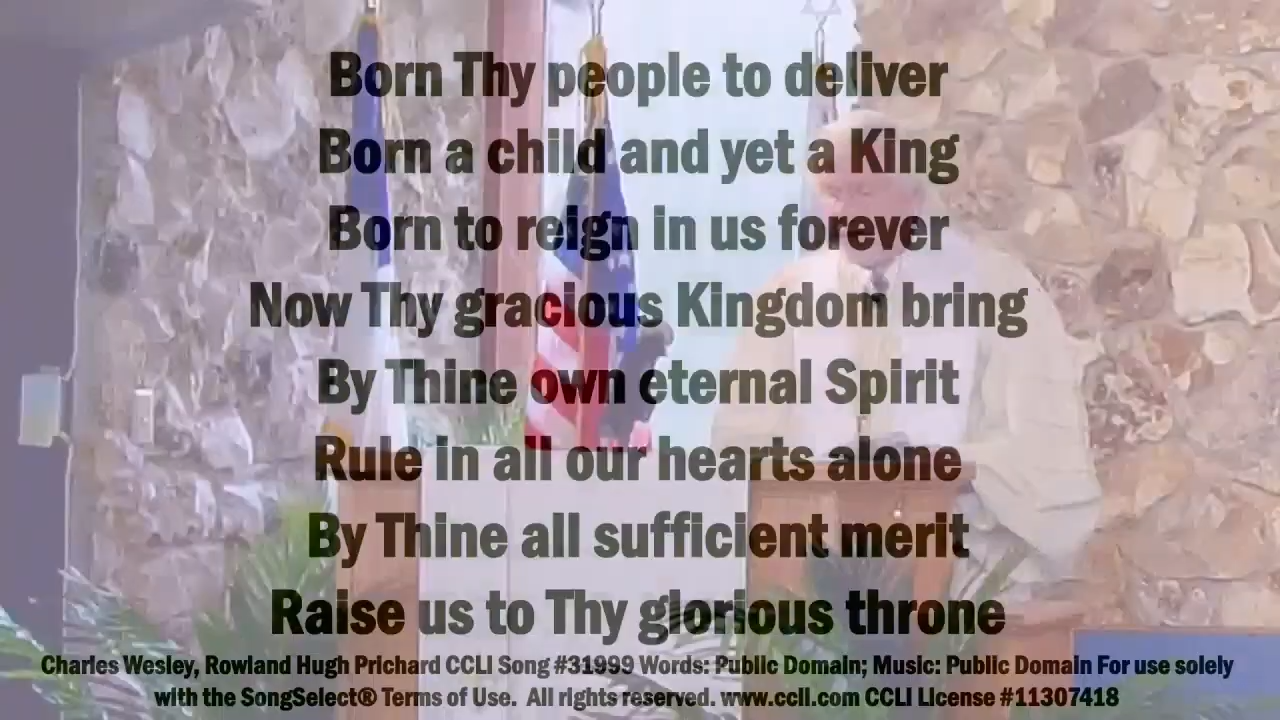 Born Thy people to deliver
Born a child and yet a King
Born to reign in us forever
Now Thy gracious Kingdom bring
By Thine own eternal Spirit
Rule in all our hearts alone
By Thine all sufficient merit
Raise us to Thy glorious throne
Charles Wesley, Rowland Hugh Prichard CCLI Song #31999 Words: Public Domain; Music: Public Domain For use solely
with the SongSelect® Terms of Use. All rights reserved. www.ccli.com CCLI License #11307418